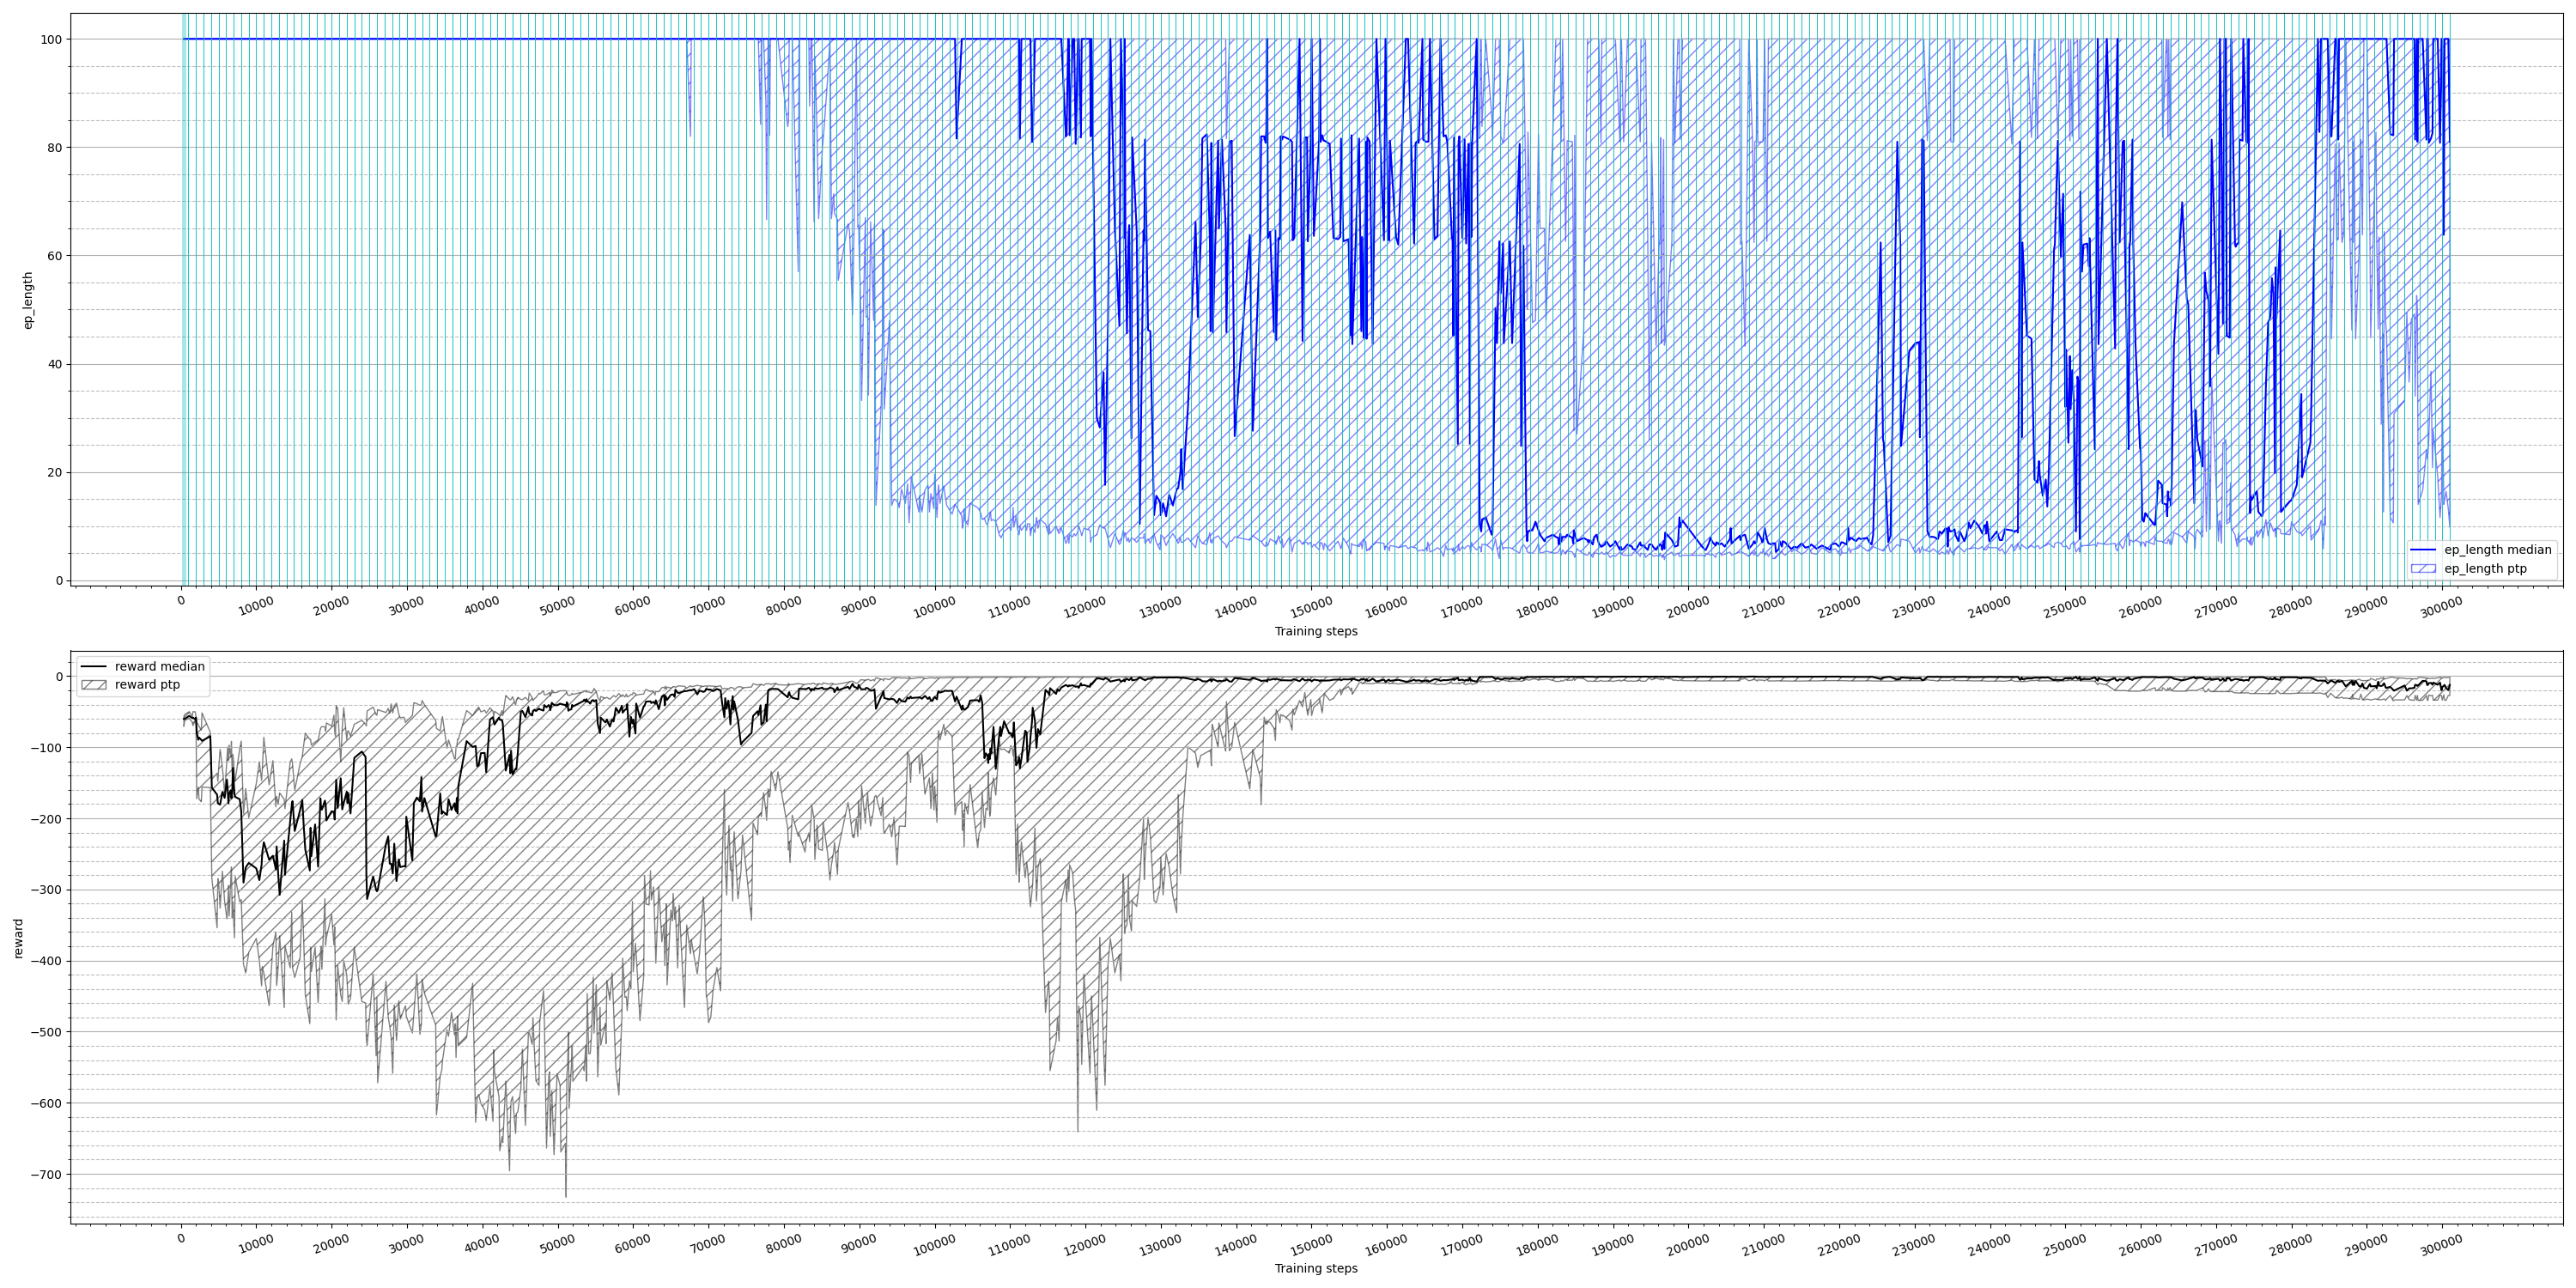 100
80
60
40
20
0
ep_length
ep_length median
ep_length ptp
0 10000 20000 30000 40000 50000 60000 70000 80000 90000 100000 110000 120000 130000 140000 150000 160000 170000 180000 190000 200000 210000 220000 230000 240000 250000 260000 270000 280000 290000 300000
Training steps
reward median
reward ptp
0
−100
−200
−300
−400
−500
−600
−700
reward
0 10000 20000 30000 40000 50000 60000 70000 80000 90000 100000 110000 120000 130000 140000 150000 160000 170000 180000 190000 200000 210000 220000 230000 240000 250000 260000 270000 280000 290000 300000
Training steps